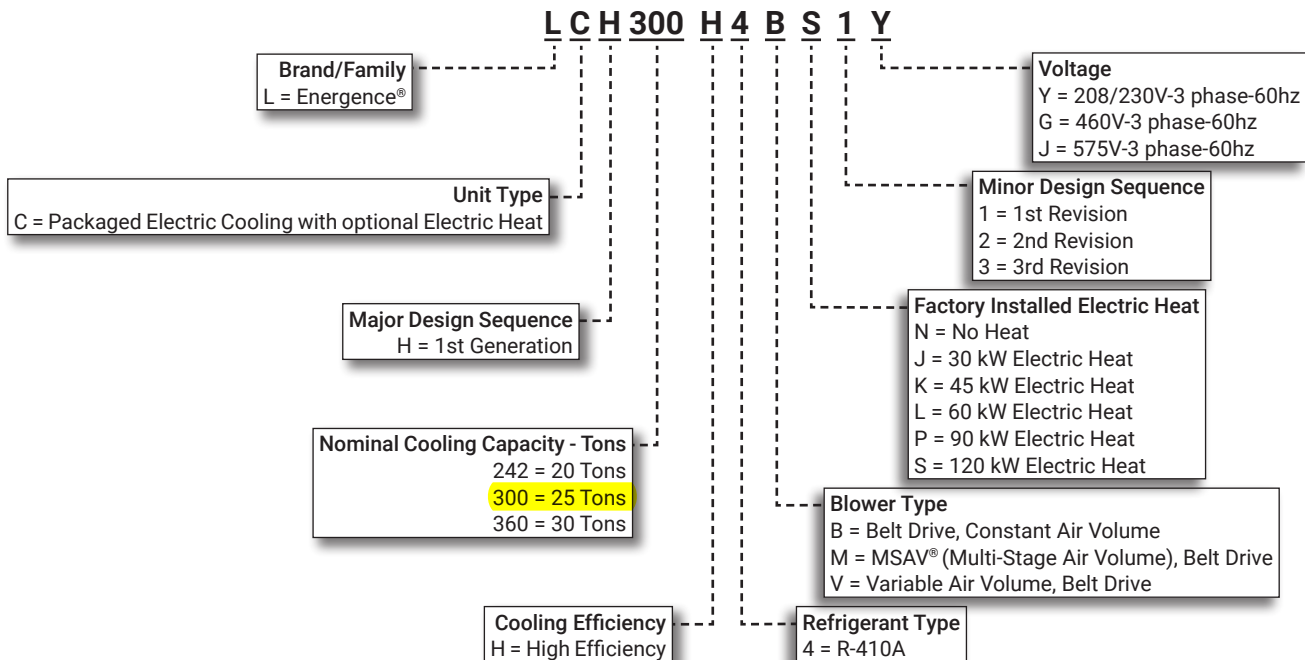 L C H 300 H 4 B S 1 Y
Brand/Family
L = Energence®
Voltage
Y = 208/230V-3 phase-60hz
G = 460V-3 phase-60hz
J = 575V-3 phase-60hz
Unit Type
C = Packaged Electric Cooling with optional Electric Heat
Minor Design Sequence
1 = 1st Revision
2 = 2nd Revision
3 = 3rd Revision
Major Design Sequence
H = 1st Generation
Factory Installed Electric Heat
N = No Heat
J = 30 kW Electric Heat
K = 45 kW Electric Heat
L = 60 kW Electric Heat
P = 90 kW Electric Heat
S = 120 kW Electric Heat
Nominal Cooling Capacity - Tons
242 = 20 Tons
300 = 25 Tons
360 = 30 Tons
Blower Type
B = Belt Drive, Constant Air Volume
M = MSAV® (Multi-Stage Air Volume), Belt Drive
V = Variable Air Volume, Belt Drive
Cooling Efficiency
H = High Efficiency
Refrigerant Type
4 = R-410A